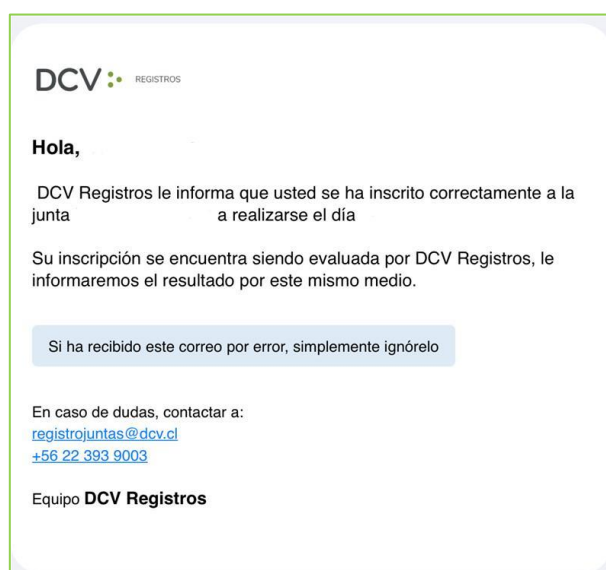 DCV REGISTROS
Hola,
DCV Registros le informa que usted se ha inscrito correctamente a la
junta a realizarse el día
Su inscripción se encuentra siendo evaluada por DCV Registros, le
informaremos el resultado por este mismo medio.
Si ha recibido este correo por error, simplemente ignórelo
En caso de dudas, contactar a:
registrojuntas@dcv.cl
+56 22 393 9003
Equipo DCV Registros